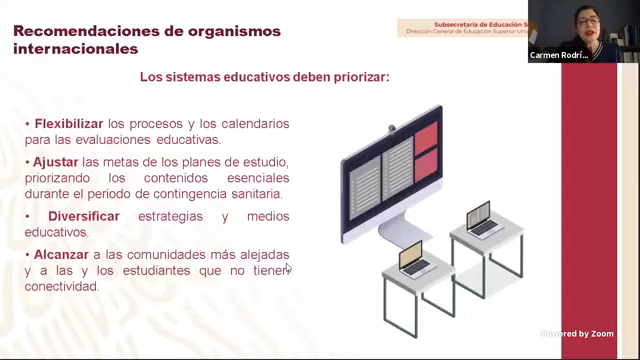 Recomendaciones de organismos
internacionales
Subsecretaría de Educación S
Dirección General de Educación Superior Univ
Carmen Rodrí...
Los sistemas educativos deben priorizar:
• Flexibilizar los procesos y los calendarios
para las evaluaciones educativas.
• Ajustar las metas de los planes de estudio,
priorizando los contenidos esenciales
durante el periodo de contingencia sanitaria.
• Diversificar estrategias y medios
educativos.
• Alcanzar a las comunidades más alejadas
y a las y los estudiantes que no tienen
conectividad.
Powered by Zoom